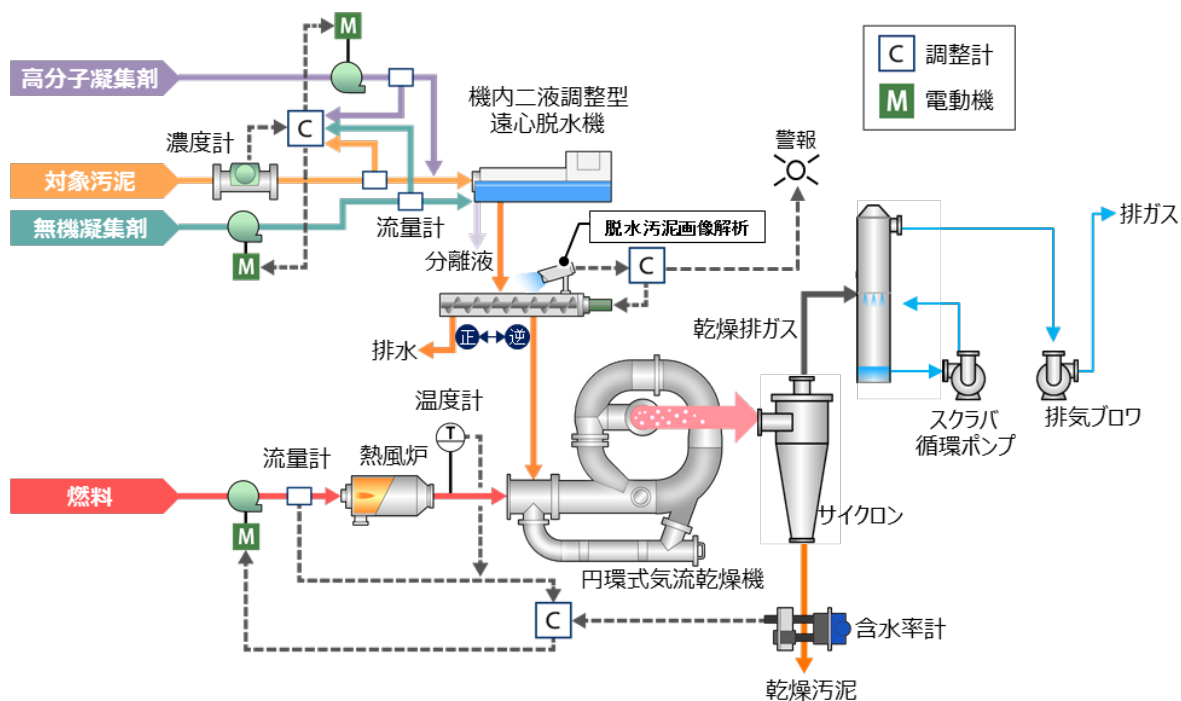 M
高分子凝集剤
機内二液調整型
遠心脱水機
C
調整計
M
電動機
濃度計
C
警報
対象汚泥
無機凝集剤
流量計
M
分離液
脱水汚泥画像解析
C
排ガス
正
逆
排水
乾燥排ガス
温度計
T
スクラバ
循環ポンプ
排気ブロワ
流量計
熱風炉
燃料
M
サイクロン
円環式気流乾燥機
C
含水率計
乾燥汚泥